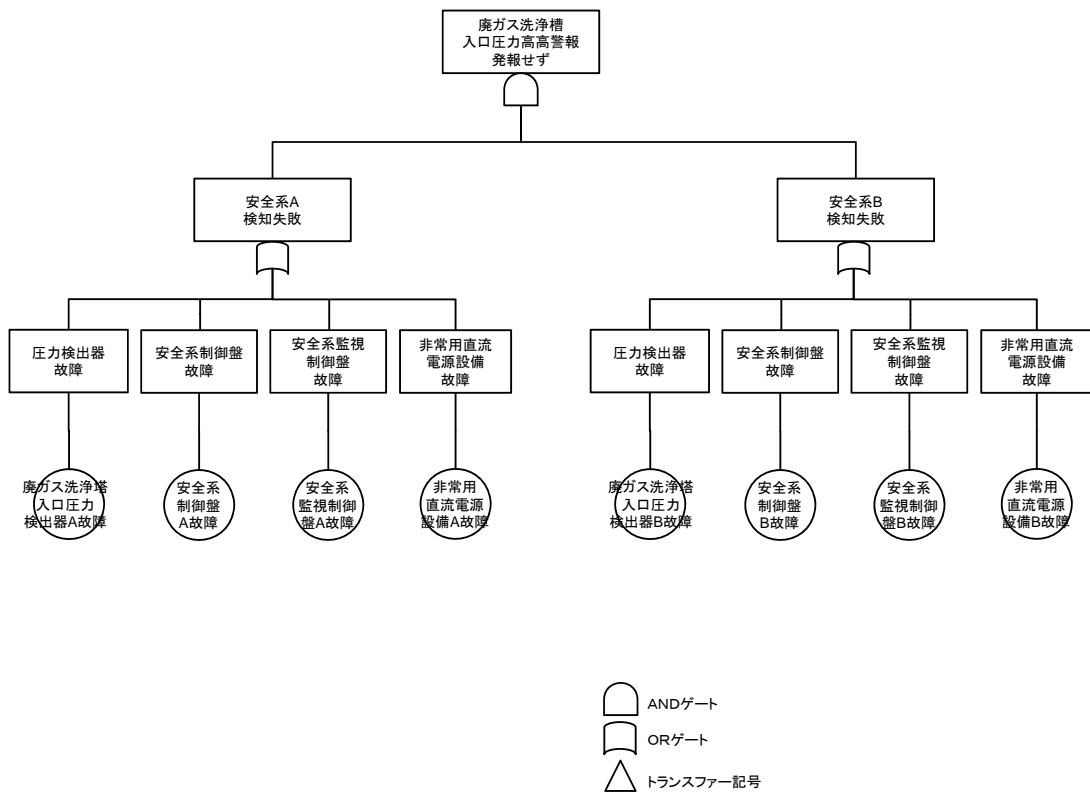 廃ガス洗浄槽
入口圧力高高警報
発報せず
安全系A
検知失敗
安全系B
検知失敗
圧力検出器
故障
安全系制御盤
故障
安全系監視
制御盤
故障
非常用直流
電源設備
故障
圧力検出器
故障
安全系制御盤
故障
安全系監視
制御盤
故障
非常用直流
電源設備
故障
廃ガス洗浄塔
入口圧力
検出器A故障
安全系
制御盤
A故障
安全系
監視制御
盤A故障
非常用
直流電源
設備A故障
廃ガス洗浄塔
入口圧力
検出器B故障
安全系
制御盤
B故障
安全系
監視制御
盤B故障
非常用
直流電源
設備B故障
ANDゲート
ORゲート
トランスファー記号